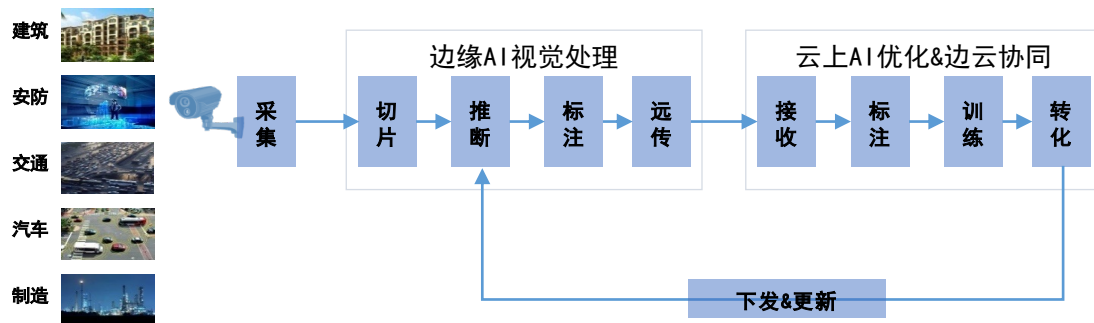 建筑
安防
交通
汽车
制造
采集
边缘AI视觉处理
切片
推断
标注
远传
云上AI优化&边云协同
接收
标注
训练
转化
下发&更新